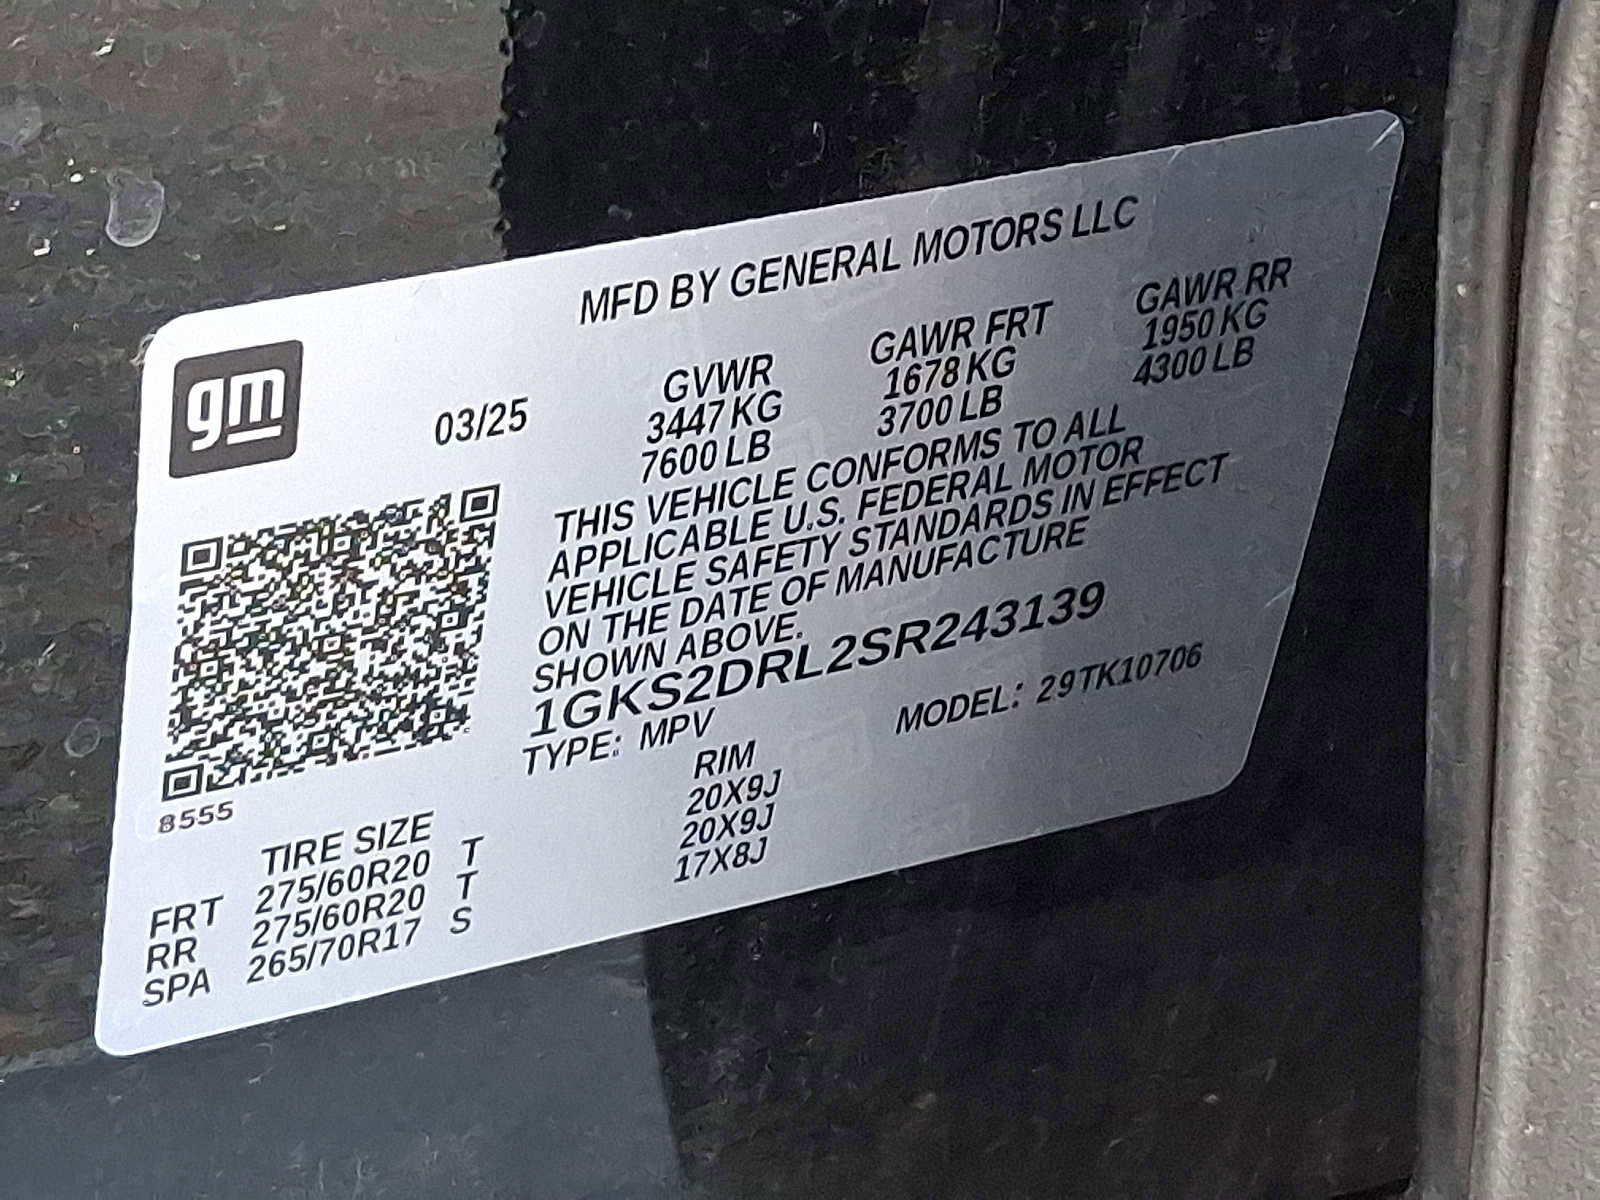 MFD BY GENERAL MOTORS LLC
gm
03/25
GVWR GAWR FRT GAWR RR
3447 KG 1678 KG 1950 KG
7600 LB 3700 LB 4300 LB
THIS VEHICLE CONFORMS TO ALL
APPLICABLE U.S. FEDERAL MOTOR
VEHICLE SAFETY STANDARDS IN EFFECT
ON THE DATE OF MANUFACTURE
SHOWN ABOVE.
1GKS2DRL2SR243139
TYPE: MPV MODEL: 29TK10706
8555
TIRE SIZE RIM
FRT 275/60R20 T 20X9J
RR 275/60R20 T 20X9J
SPA 265/70R17 S 17X8J